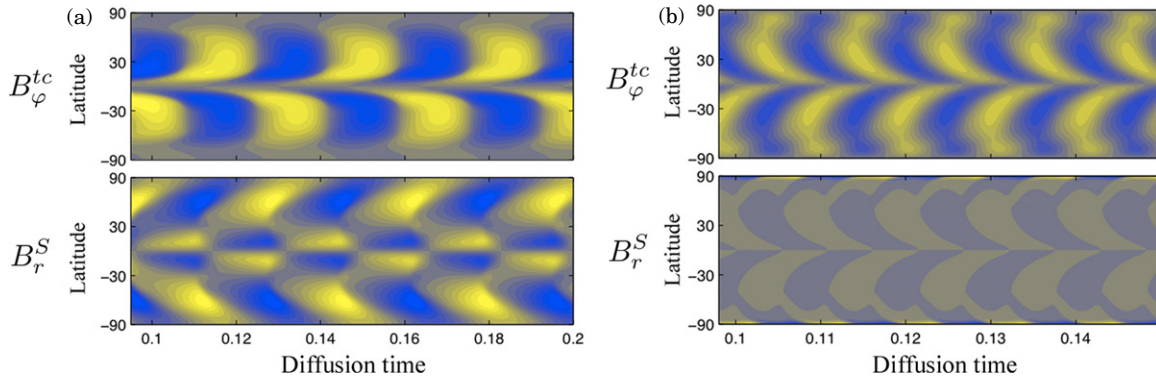 (a)
B_φ^{tc}
Latitude
90
30
−30
−90
B_r^S
Latitude
90
30
−30
−90
0.1 0.12 0.14 0.16 0.18 0.2
Diffusion time
(b)
B_φ^{tc}
Latitude
90
30
−30
−90
B_r^S
Latitude
90
30
−30
−90
0.1 0.11 0.12 0.13 0.14
Diffusion time